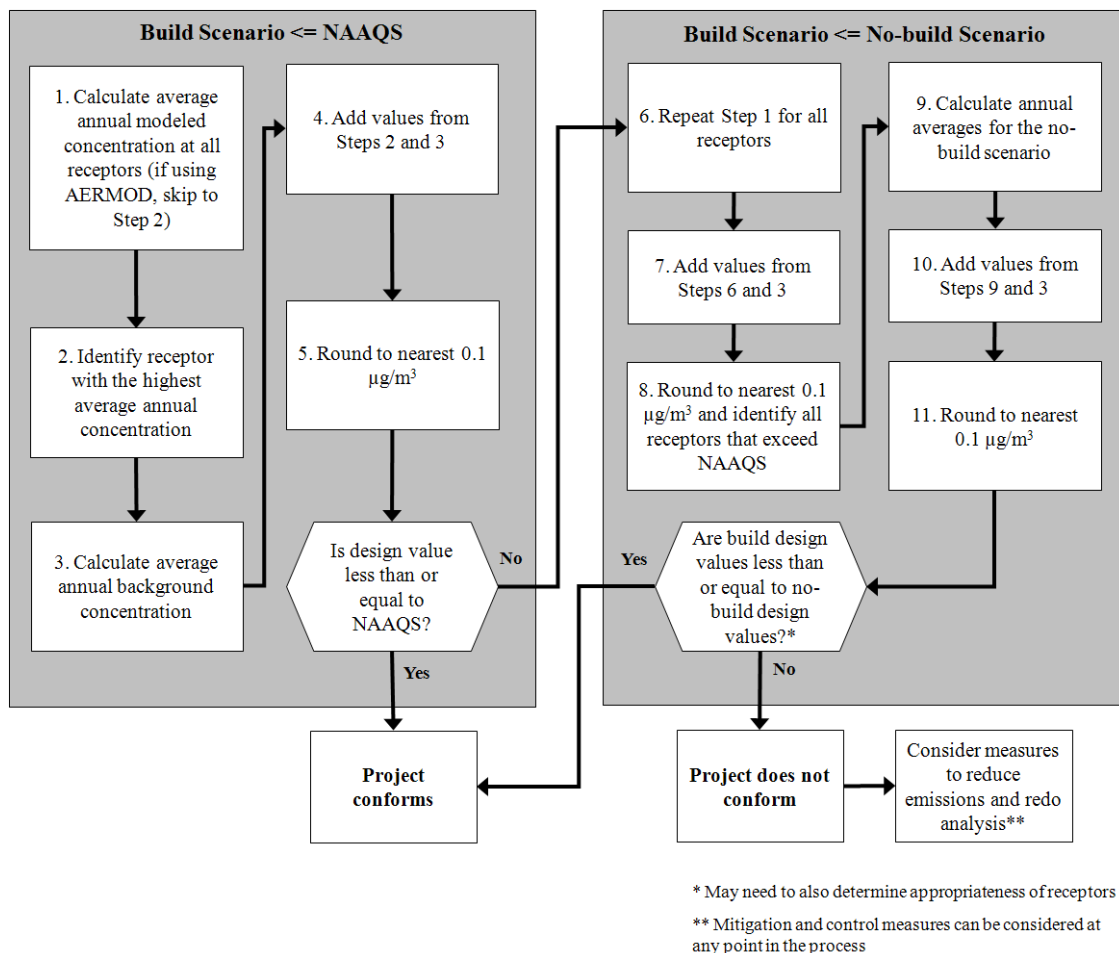 Build Scenario <= NAAQS
1. Calculate average
annual modeled
concentration at all
receptors (if using
AERMOD, skip to
Step 2)
2. Identify receptor
with the highest
average annual
concentration
3. Calculate average
annual background
concentration
4. Add values from
Steps 2 and 3
5. Round to nearest 0.1
µg/m³
Is design value
less than or
equal to
NAAQS?
No
Yes
Build Scenario <= No-build Scenario
6. Repeat Step 1 for all
receptors
7. Add values from
Steps 6 and 3
8. Round to nearest 0.1
µg/m³ and identify all
receptors that exceed
NAAQS
9. Calculate annual
averages for the no-
build scenario
10. Add values from
Steps 9 and 3
11. Round to nearest
0.1 µg/m³
Are build design
values less than
or equal to no-
build design
values?*
Yes
No
Project
conforms
Project does not
conform
Consider measures
to reduce
emissions and redo
analysis**
* May need to also determine appropriateness of receptors
** Mitigation and control measures can be considered at
any point in the process